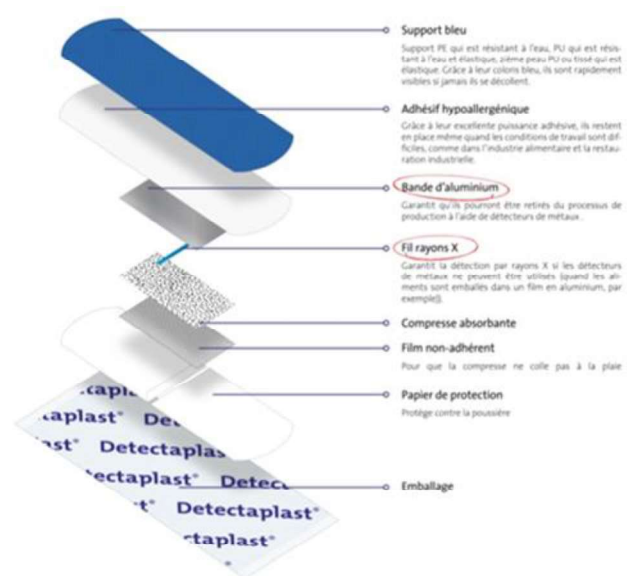 Support bleu
Support PE qui est résistant à l'eau, PU qui est résis-
tant à l'eau et élastique, 2ième peau PU ou tissé qui est
élastique. Grâce à leur colons bleu, ils sont rapidement
visibles si jamais ils se décollent.
Adhésif hypoallergénique
Grâce à leur excellente puissance adhésive, ils restent
en place même quand les conditions de travail sont dif-
ficiles, comme dans l'industrie alimentaire et la restau-
ration industrielle.
Bande d'aluminium
Garantit qu'ils pourront être retirés du processus de
production à l'aide de détecteurs de métaux.
Fil rayons X
Garantit la détection par rayons X si les détecteurs
de métaux ne peuvent être utilisés (quand les ali-
ments sont emballés dans un film en aluminium, par
exemple)).
Compresse absorbante
Film non-adhérent
Pour que la compresse ne colle pas à la plaie
Papier de protection
Protège contre la poussière
Emballage
.capl
taplast® Det
ast® Detectaplast®
tectaplast® Detec
t® Detectaplast®
ctaplast®